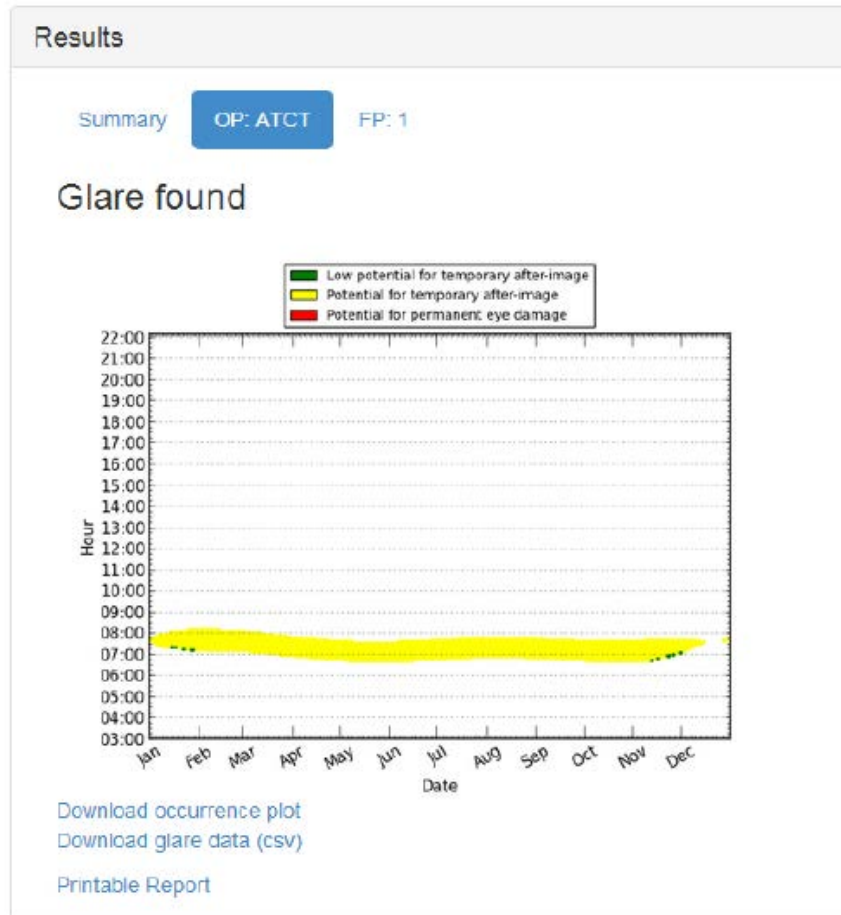 Results
Summary OP: ATCT FP: 1
Glare found
Low potential for temporary after-image
Potential for temporary after-image
Potential for permanent eye damage
22:00
21:00
20:00
19:00
18:00
17:00
16:00
15:00
14:00
Hour
13:00
12:00
11:00
10:00
09:00
08:00
07:00
06:00
05:00
04:00
03:00
Jan Feb Mar Apr May Jun Jul Aug Sep Oct Nov Dec
Date
Download occurrence plot
Download glare data (csv)
Printable Report